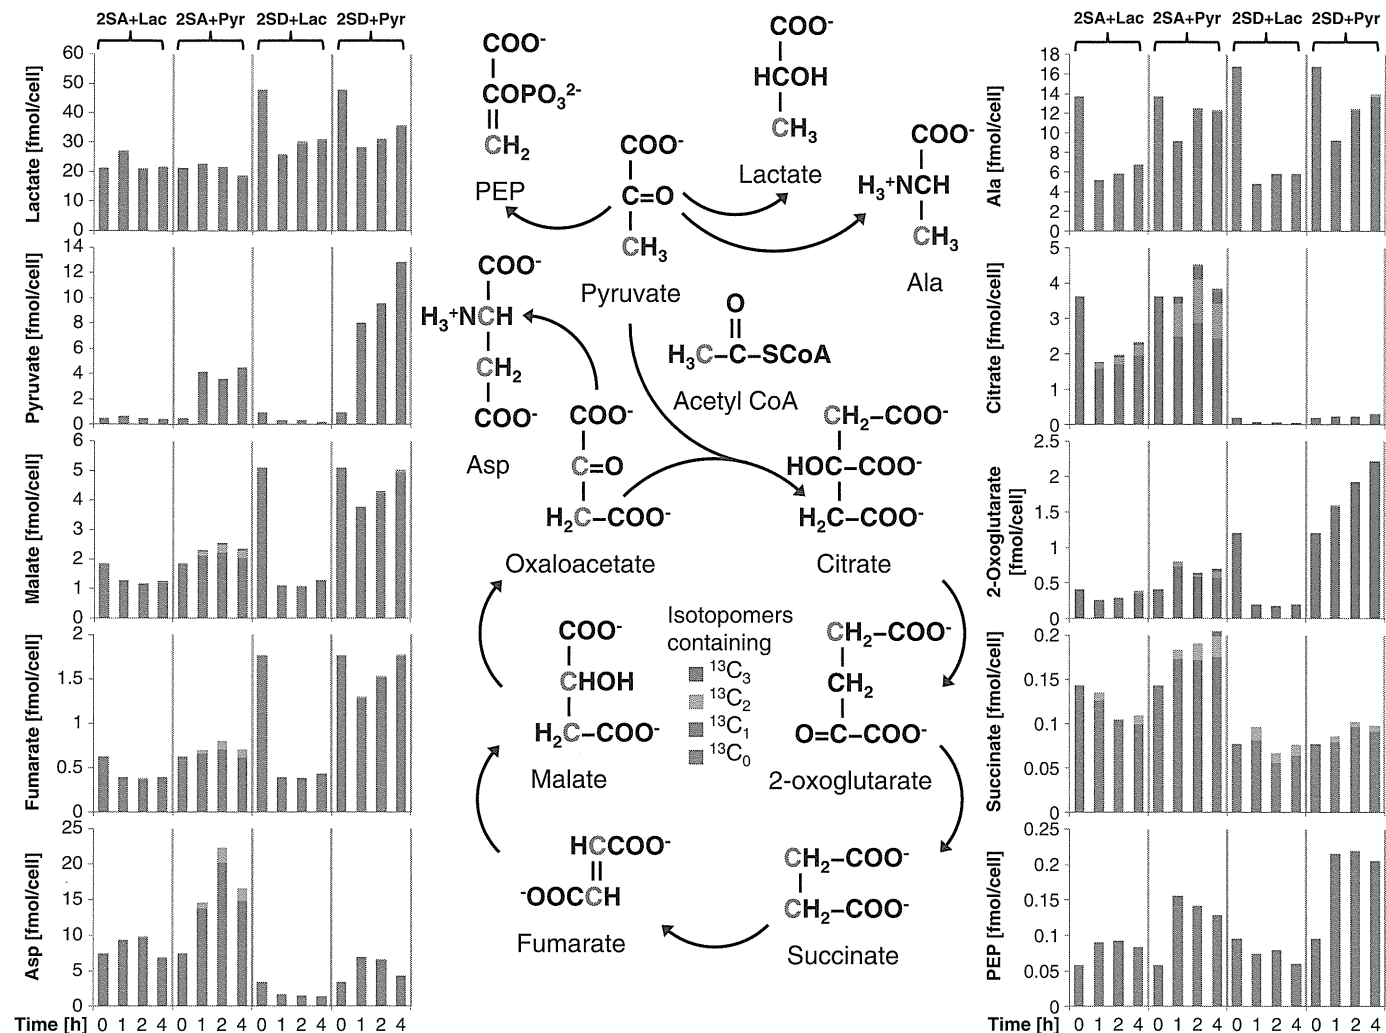 2SA+Lac 2SA+Pyr 2SD+Lac 2SD+Pyr
Lactate [fmol/cell]
60
50
40
30
20
10
0
Pyruvate [fmol/cell]
14
12
10
8
6
4
2
0
Malate [fmol/cell]
6
5
4
3
2
1
0
Fumarate [fmol/cell]
2
1.5
1
0.5
0
Asp [fmol/cell]
25
20
15
10
5
0
Time [h] 0 1 2 4 0 1 2 4 0 1 2 4 0 1 2 4
COO⁻
COPO₃²⁻
CH₂
PEP
COO⁻
C=O
CH₃
Pyruvate
COO⁻
HCOH
CH₃
Lactate
COO⁻
H₃⁺NCH
CH₃
Ala
COO⁻
H₃⁺NCH
CH₂
COO⁻
Asp
O
H₃C–C–SCoA
Acetyl CoA
COO⁻
C=O
H₂C–COO⁻
Oxaloacetate
CH₂–COO⁻
HOC–COO⁻
H₂C–COO⁻
Citrate
COO⁻
CHOH
H₂C–COO⁻
Malate
Isotopomers
containing
¹³C₃
¹³C₂
¹³C₁
¹³C₀
CH₂–COO⁻
CH₂
O=C–COO⁻
2-oxoglutarate
HCCOO⁻
⁻OOCCH
Fumarate
CH₂–COO⁻
CH₂–COO⁻
Succinate
2SA+Lac 2SA+Pyr 2SD+Lac 2SD+Pyr
Ala [fmol/cell]
18
16
14
12
10
8
6
4
2
0
Citrate [fmol/cell]
5
4
3
2
1
0
2-Oxoglutarate
[fmol/cell]
2.5
2
1.5
1
0.5
0
Succinate [fmol/cell]
0.2
0.15
0.1
0.05
0
PEP [fmol/cell]
0.25
0.2
0.15
0.1
0.05
0
Time [h] 0 1 2 4 0 1 2 4 0 1 2 4 0 1 2 4